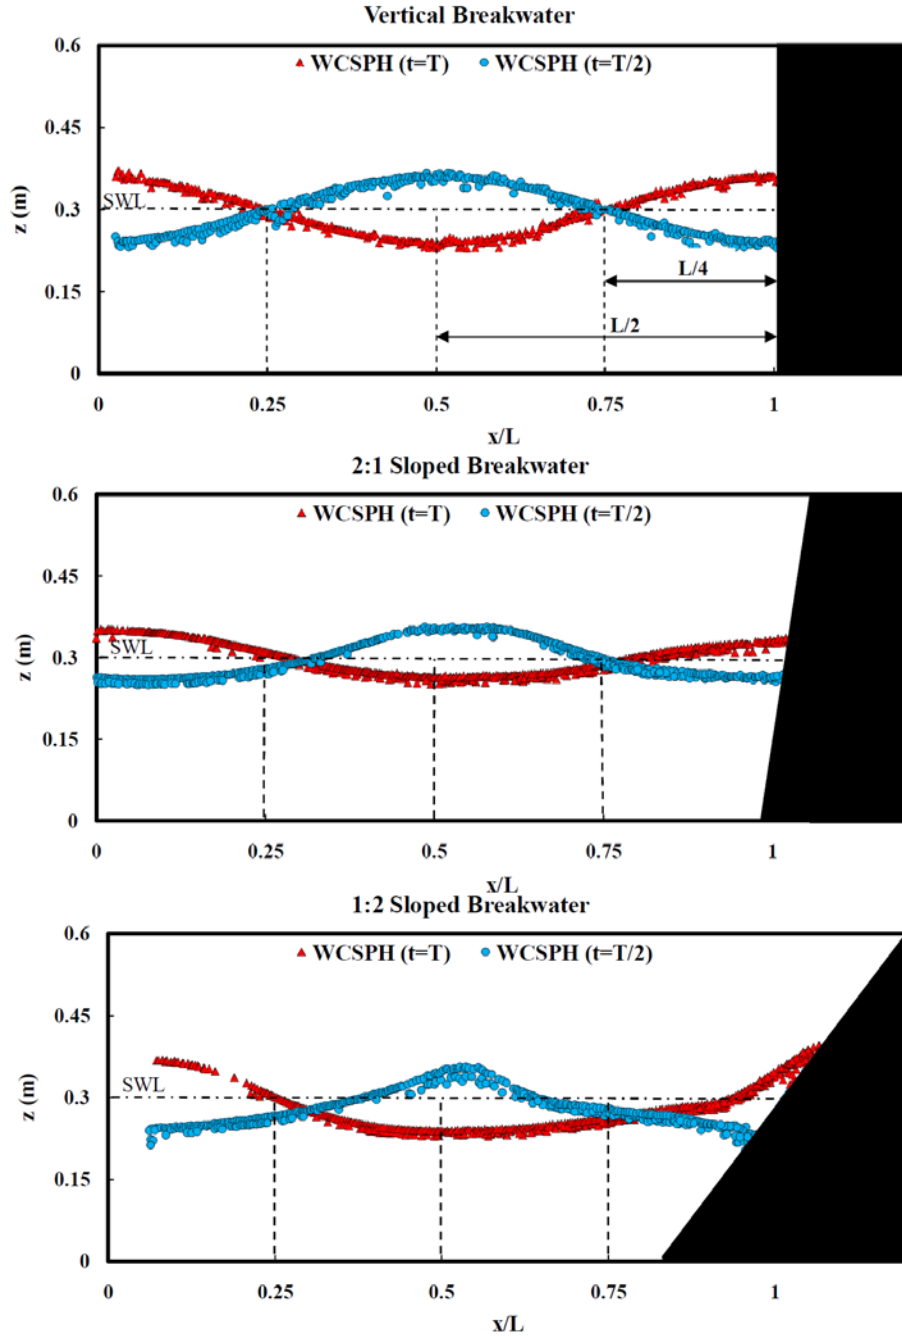 Vertical Breakwater
0.6
WCSPH (t=T) WCSPH (t=T/2)
0.45
z (m)
SWL
0.3
L/4
0.15
L/2
0
0 0.25 0.5 0.75 1
x/L
2:1 Sloped Breakwater
0.6
WCSPH (t=T) WCSPH (t=T/2)
0.45
z (m)
SWL
0.3
0.15
0
0 0.25 0.5 0.75 1
x/L
1:2 Sloped Breakwater
0.6
WCSPH (t=T) WCSPH (t=T/2)
0.45
z (m)
SWL
0.3
0.15
0
0 0.25 0.5 0.75 1
x/L